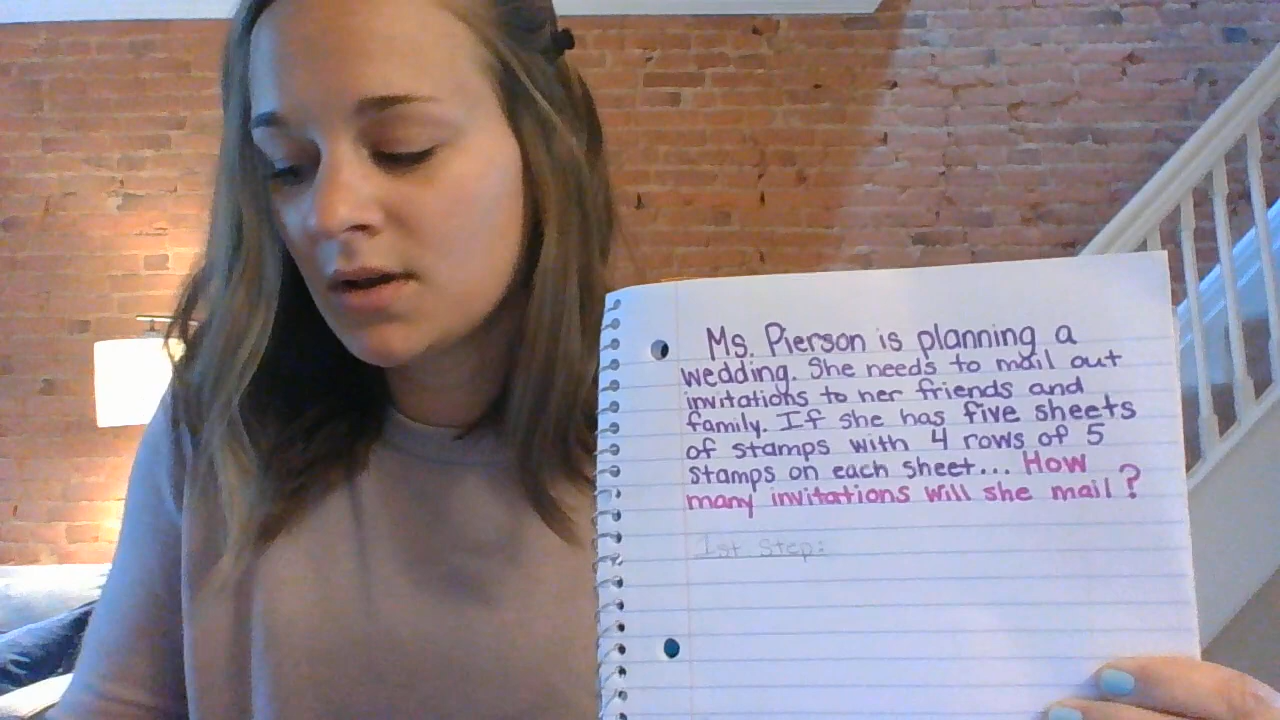 Ms. Pierson is planning a
wedding. She needs to mail out
invitations to her friends and
family. If she has five sheets
of stamps with 4 rows of 5
stamps on each sheet... How
many invitations will she mail?
1st Step: